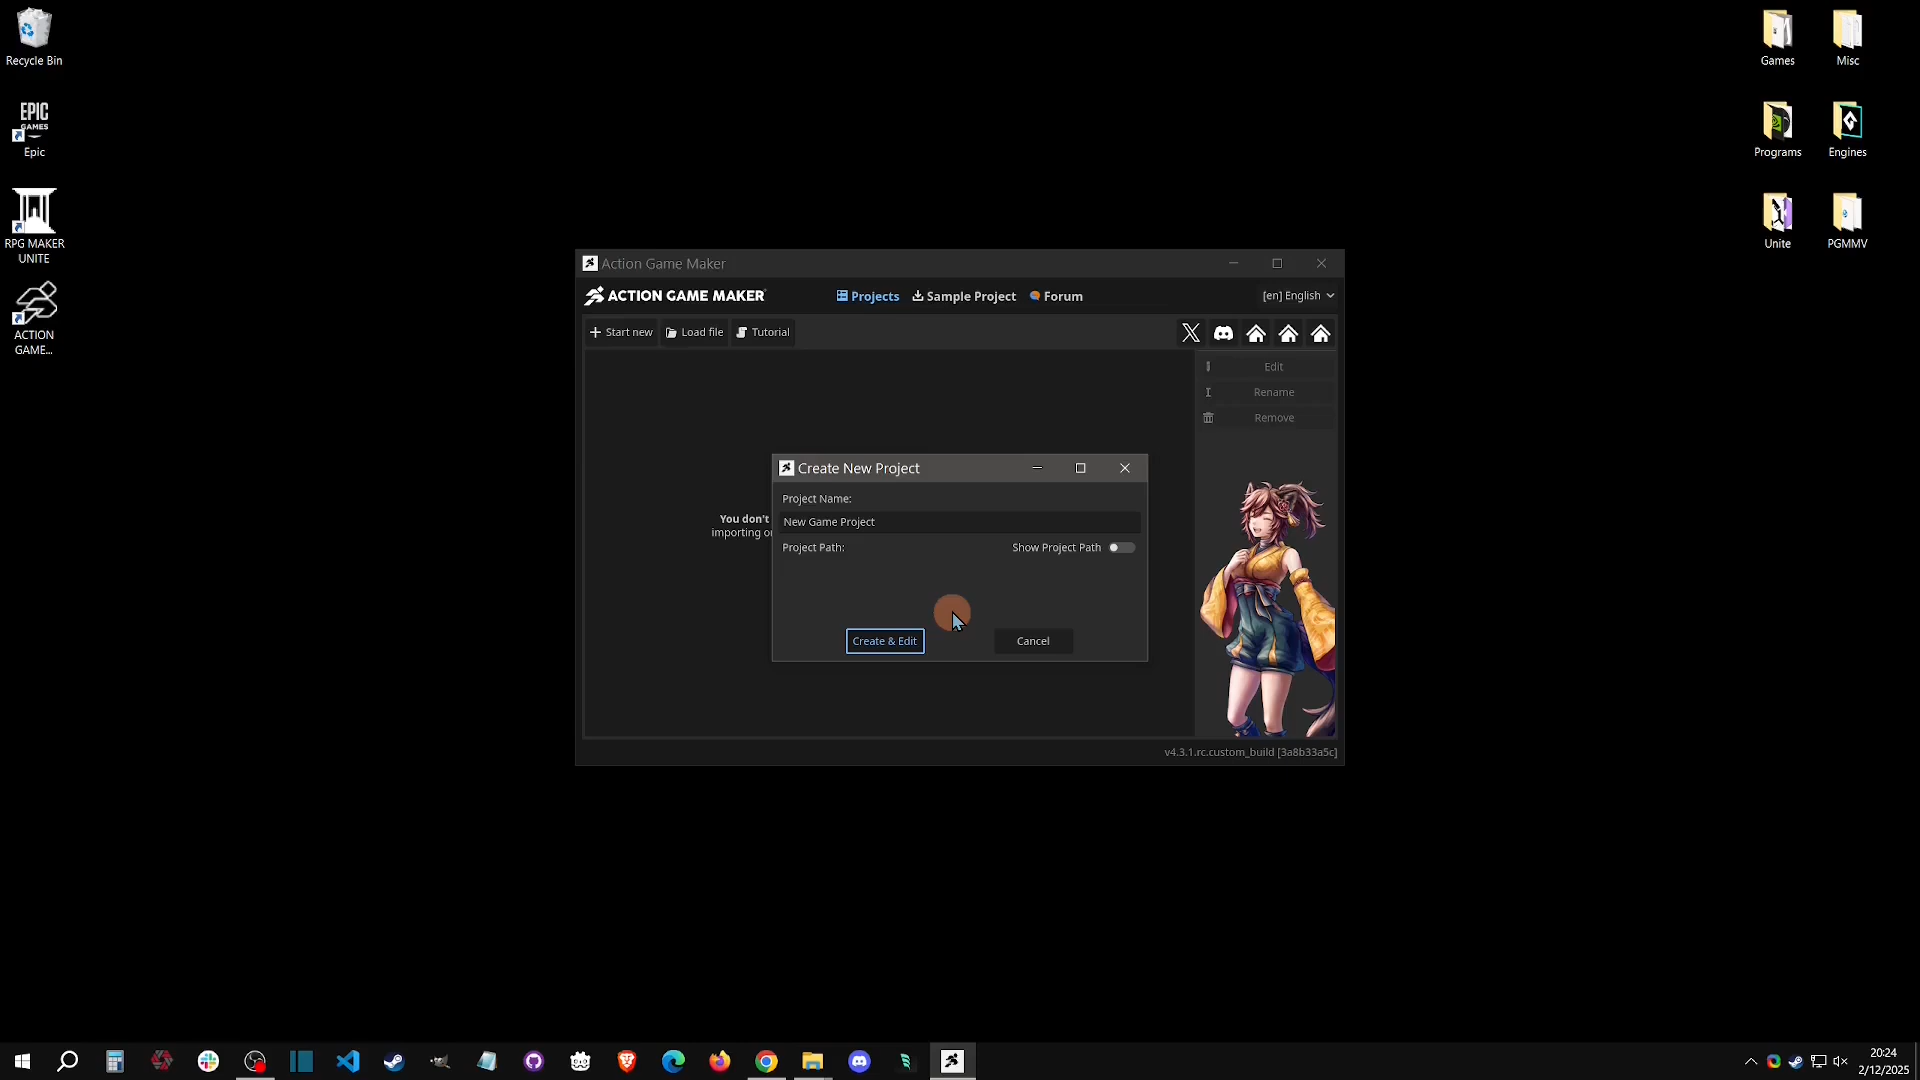 Recycle Bin
EPIC
GAMES
Epic
RPG MAKER
UNITE
ACTION
GAME...
Games
Misc
Programs
Engines
Unite
PGMMV
Action Game Maker
ACTION GAME MAKER
Projects
Sample Project
Forum
[en] English
Start new
Load file
Tutorial
Edit
Rename
Remove
You don't
importing o
Create New Project
Project Name:
New Game Project
Project Path:
Show Project Path
Create & Edit
Cancel
v4.3.1.rc.custom_build [3a8b33a5c]
20:24
2/12/2025